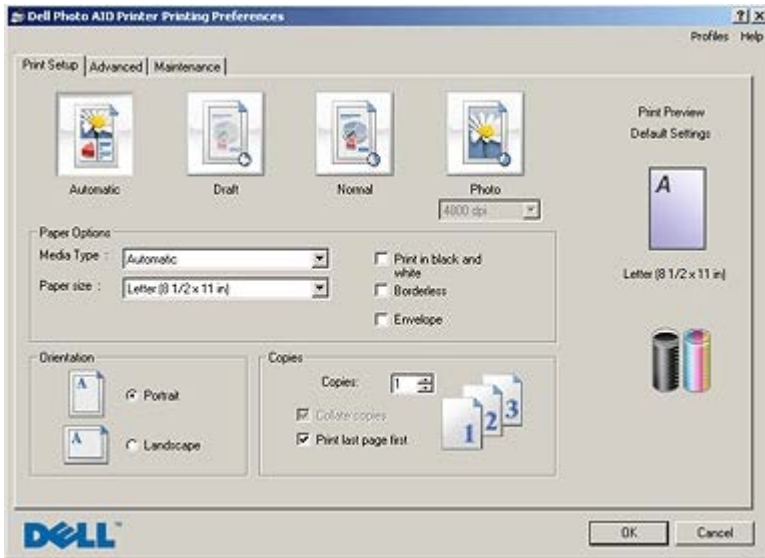 Dell Photo AIO Printer Printing Preferences
Profiles Help
Print Setup Advanced Maintenance
Automatic
Draft
Normal
Photo
4800 dpi
Print Preview
Default Settings
A
Letter (8 1/2 x 11 in)
Paper Options
Media Type :
Automatic
Paper size :
Letter (8 1/2 x 11 in)
Print in black and
white
Borderless
Envelope
Orientation
A
Portrait
A
Landscape
Copies
Copies:
1
Collate copies
Print last page first
1 2 3
DELL™
OK
Cancel